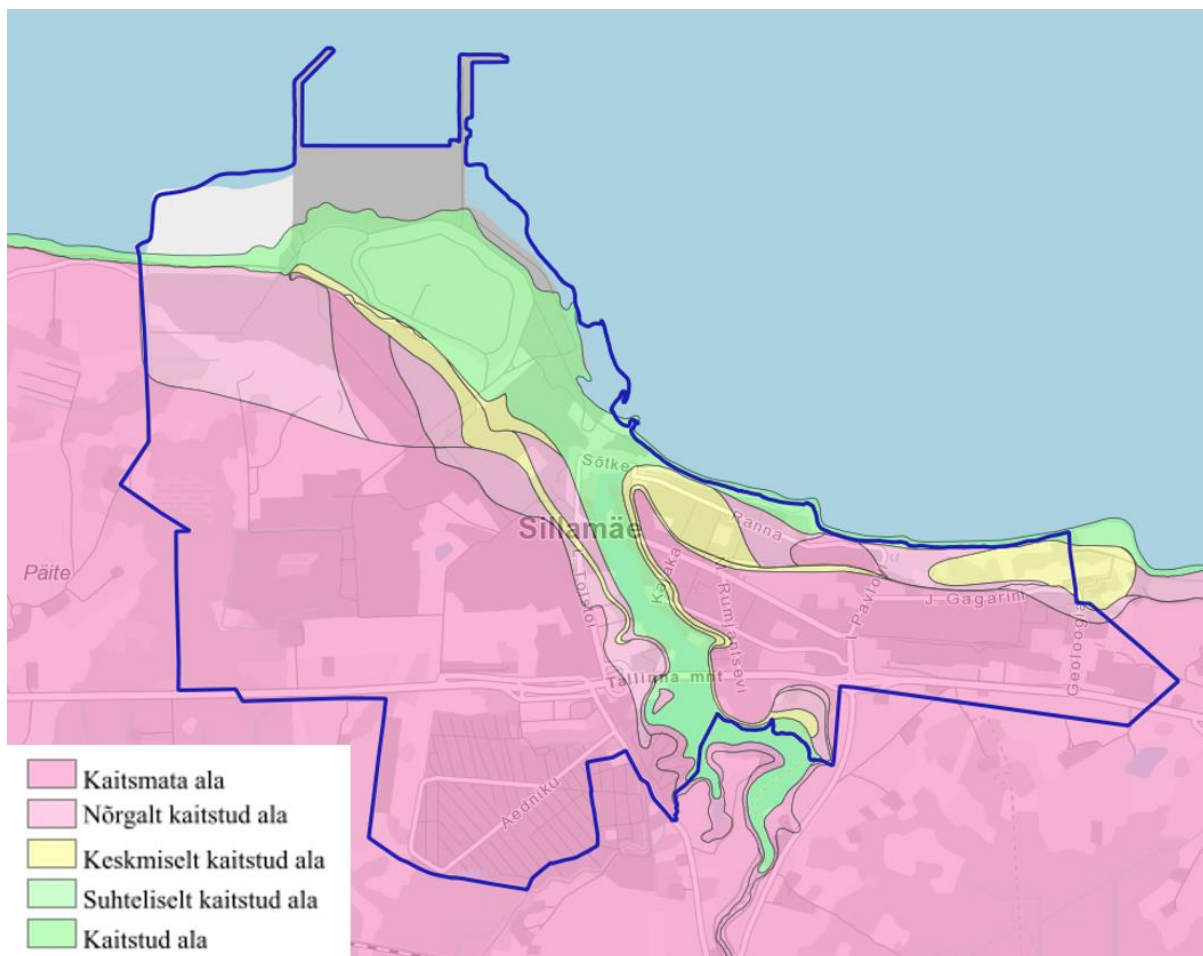 Sõtke
Ranna
Sillamäe
L. Tolstoi
Kajaka
V. Rumjantsevi
I. Pavlovi
J. Gagarini
Geoloogia
Päite
Tallinna mnt
Aedniku
Kaitsmata ala
Nõrgalt kaitstud ala
Keskmiselt kaitstud ala
Suhteliselt kaitstud ala
Kaitstud ala